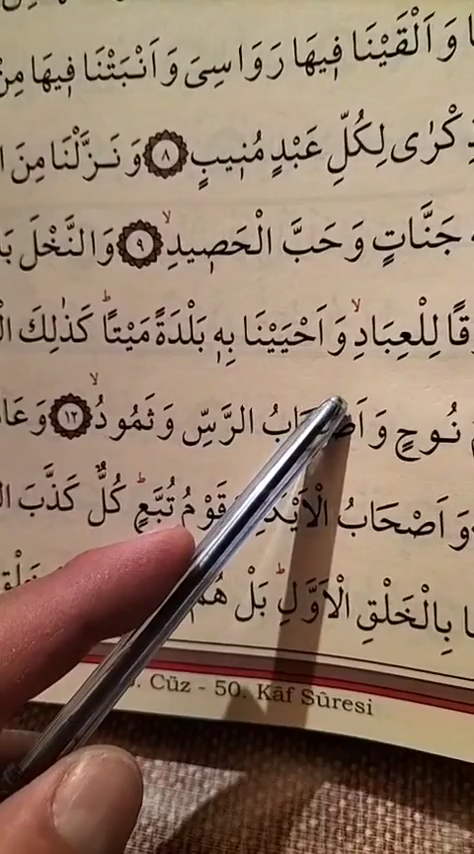 وَاَلْقَيْنَا ف۪يهَا رَوَاسِىَ وَاَنْبَتْنَا ف۪يهَا مِنْ
لِكُلِّ عَبْدٍ مُن۪يبٍ ﴿٨﴾ وَنَزَّلْنَا مِنَ
جَنَّاتٍ وَحَبَّ الْحَص۪يدِۙ ﴿٩﴾ وَالنَّخْلَ
لِلْعِبَادِۙ وَاَحْيَيْنَا بِه۪ بَلْدَةً مَيْتًاۜ كَذٰلِكَ
نُوحٍ وَاَصْحَابُ الرَّسِّ وَثَمُودُۙ ﴿١٢﴾
وَاَصْحَابُ الْاَيْكَةِ وَقَوْمُ تُبَّعٍۜ كُلٌّ كَذَّبَ
بِالْخَلْقِ الْاَوَّلِۜ بَلْ هُمْ
Cüz - 50. Kâf Sûresi